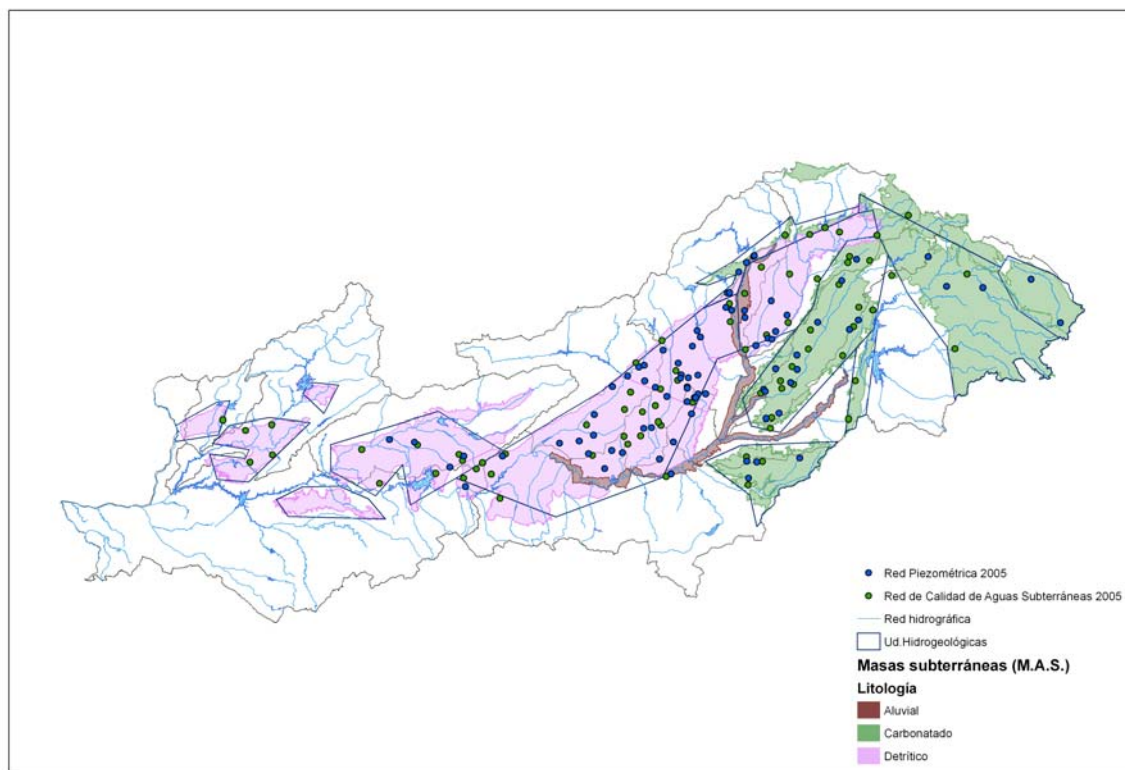 Red Piezométrica 2005
Red de Calidad de Aguas Subterráneas 2005
Red hidrográfica
Ud.Hidrogeológicas
Masas subterráneas (M.A.S.)
Litología
Aluvial
Carbonatado
Detrítico